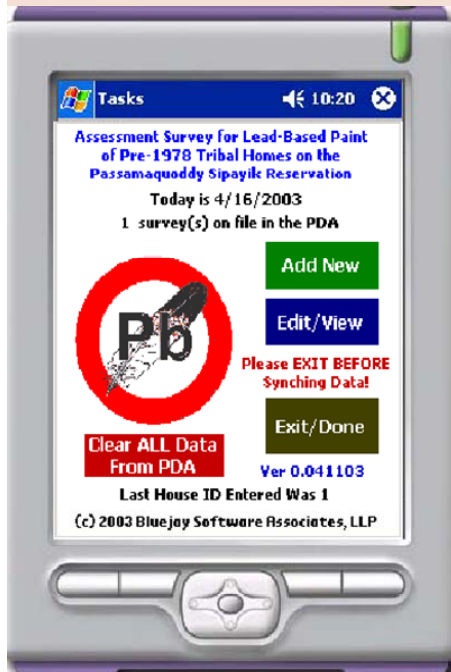 Tasks 10:20
Assessment Survey for Lead-Based Paint
of Pre-1978 Tribal Homes on the
Passamaquoddy Sipayik Reservation
Today is 4/16/2003
1 survey(s) on file in the PDA
Add New
Pb
Edit/View
Please EXIT BEFORE
Synching Data!
Exit/Done
Clear ALL Data
From PDA
Ver 0.041103
Last House ID Entered Was 1
(c) 2003 Bluejay Software Associates, LLP